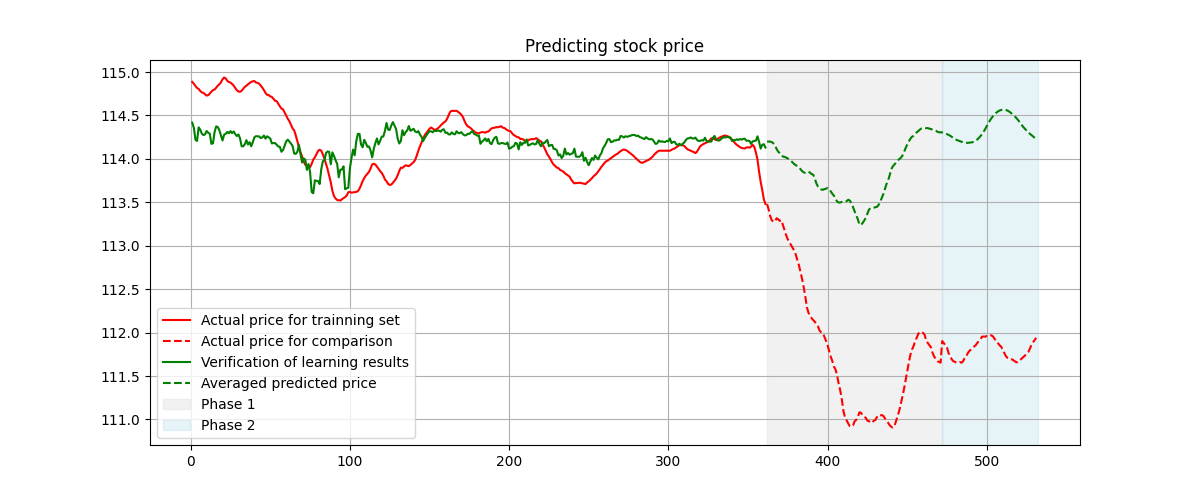 Predicting stock price
115.0
114.5
114.0
113.5
113.0
112.5
112.0
111.5
111.0
Actual price for trainning set
Actual price for comparison
Verification of learning results
Averaged predicted price
Phase 1
Phase 2
0 100 200 300 400 500